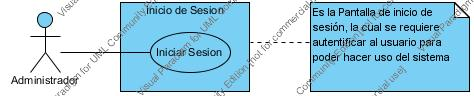 Inicio de Sesion
Iniciar Sesion
Administrador
Es la Pantalla de inicio de
sesión, la cual se requiere
autentificar al usuario para
poder hacer uso del sistema